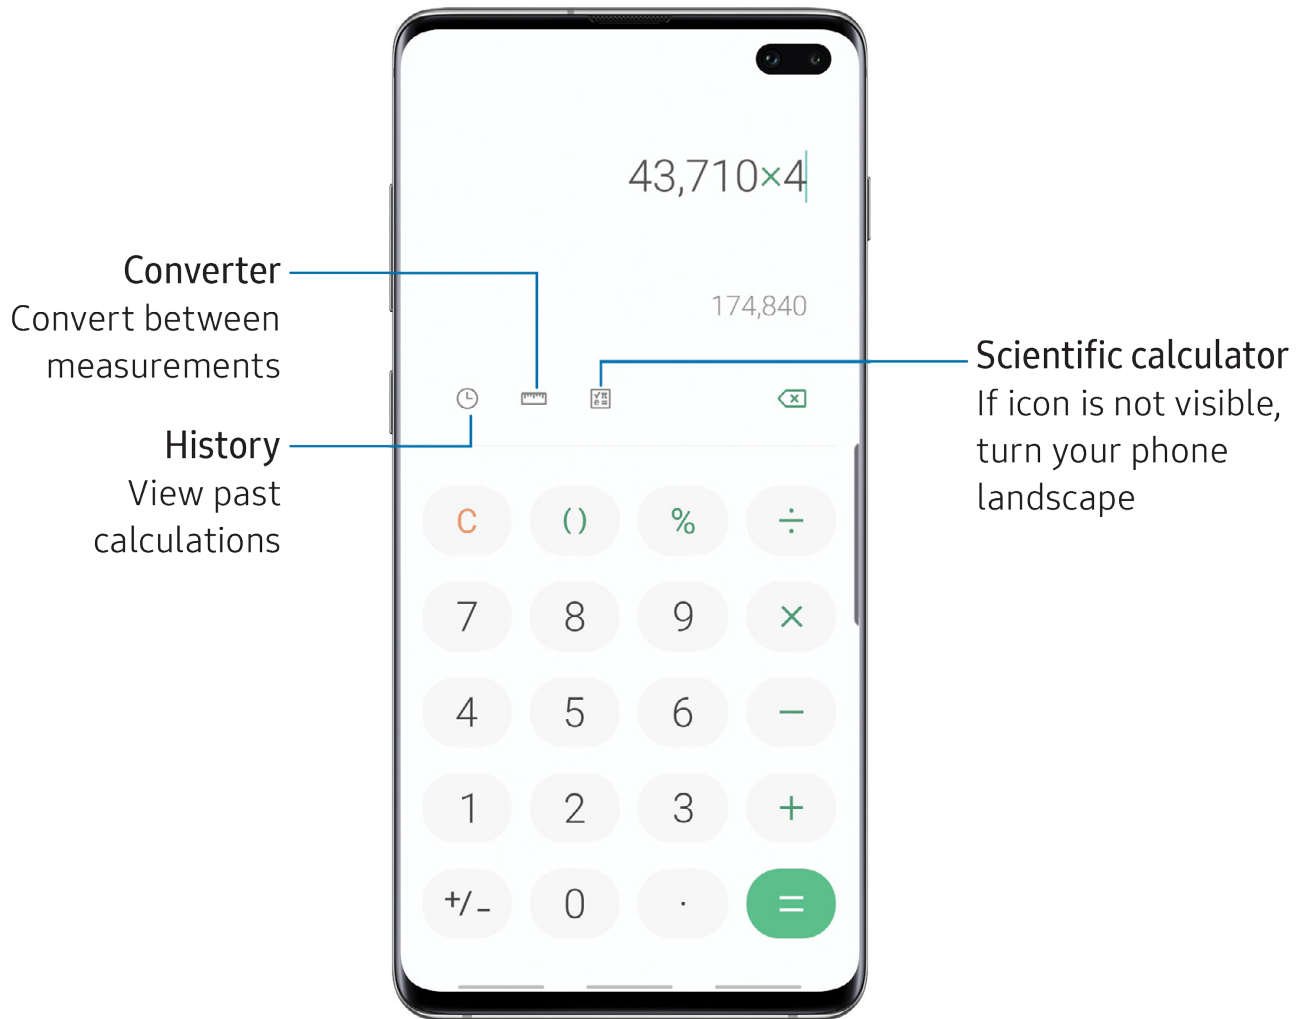 43,710×4
174,840
Converter
Convert between
measurements
History
View past
calculations
Scientific calculator
If icon is not visible,
turn your phone
landscape
√π
e=
C ( ) % ÷
7 8 9 ×
4 5 6 −
1 2 3 +
+/− 0 . =